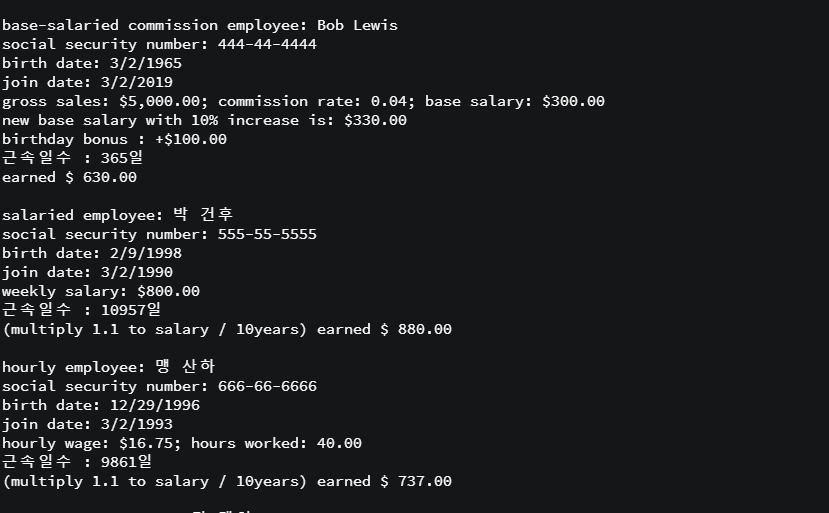 base-salaried commission employee: Bob Lewis
social security number: 444-44-4444
birth date: 3/2/1965
join date: 3/2/2019
gross sales: $5,000.00; commission rate: 0.04; base salary: $300.00
new base salary with 10% increase is: $330.00
birthday bonus : +$100.00
근속일수 : 365일
earned $ 630.00
salaried employee: 박 건후
social security number: 555-55-5555
birth date: 2/9/1998
join date: 3/2/1990
weekly salary: $800.00
근속일수 : 10957일
(multiply 1.1 to salary / 10years) earned $ 880.00
hourly employee: 맹 산하
social security number: 666-66-6666
birth date: 12/29/1996
join date: 3/2/1993
hourly wage: $16.75; hours worked: 40.00
근속일수 : 9861일
(multiply 1.1 to salary / 10years) earned $ 737.00